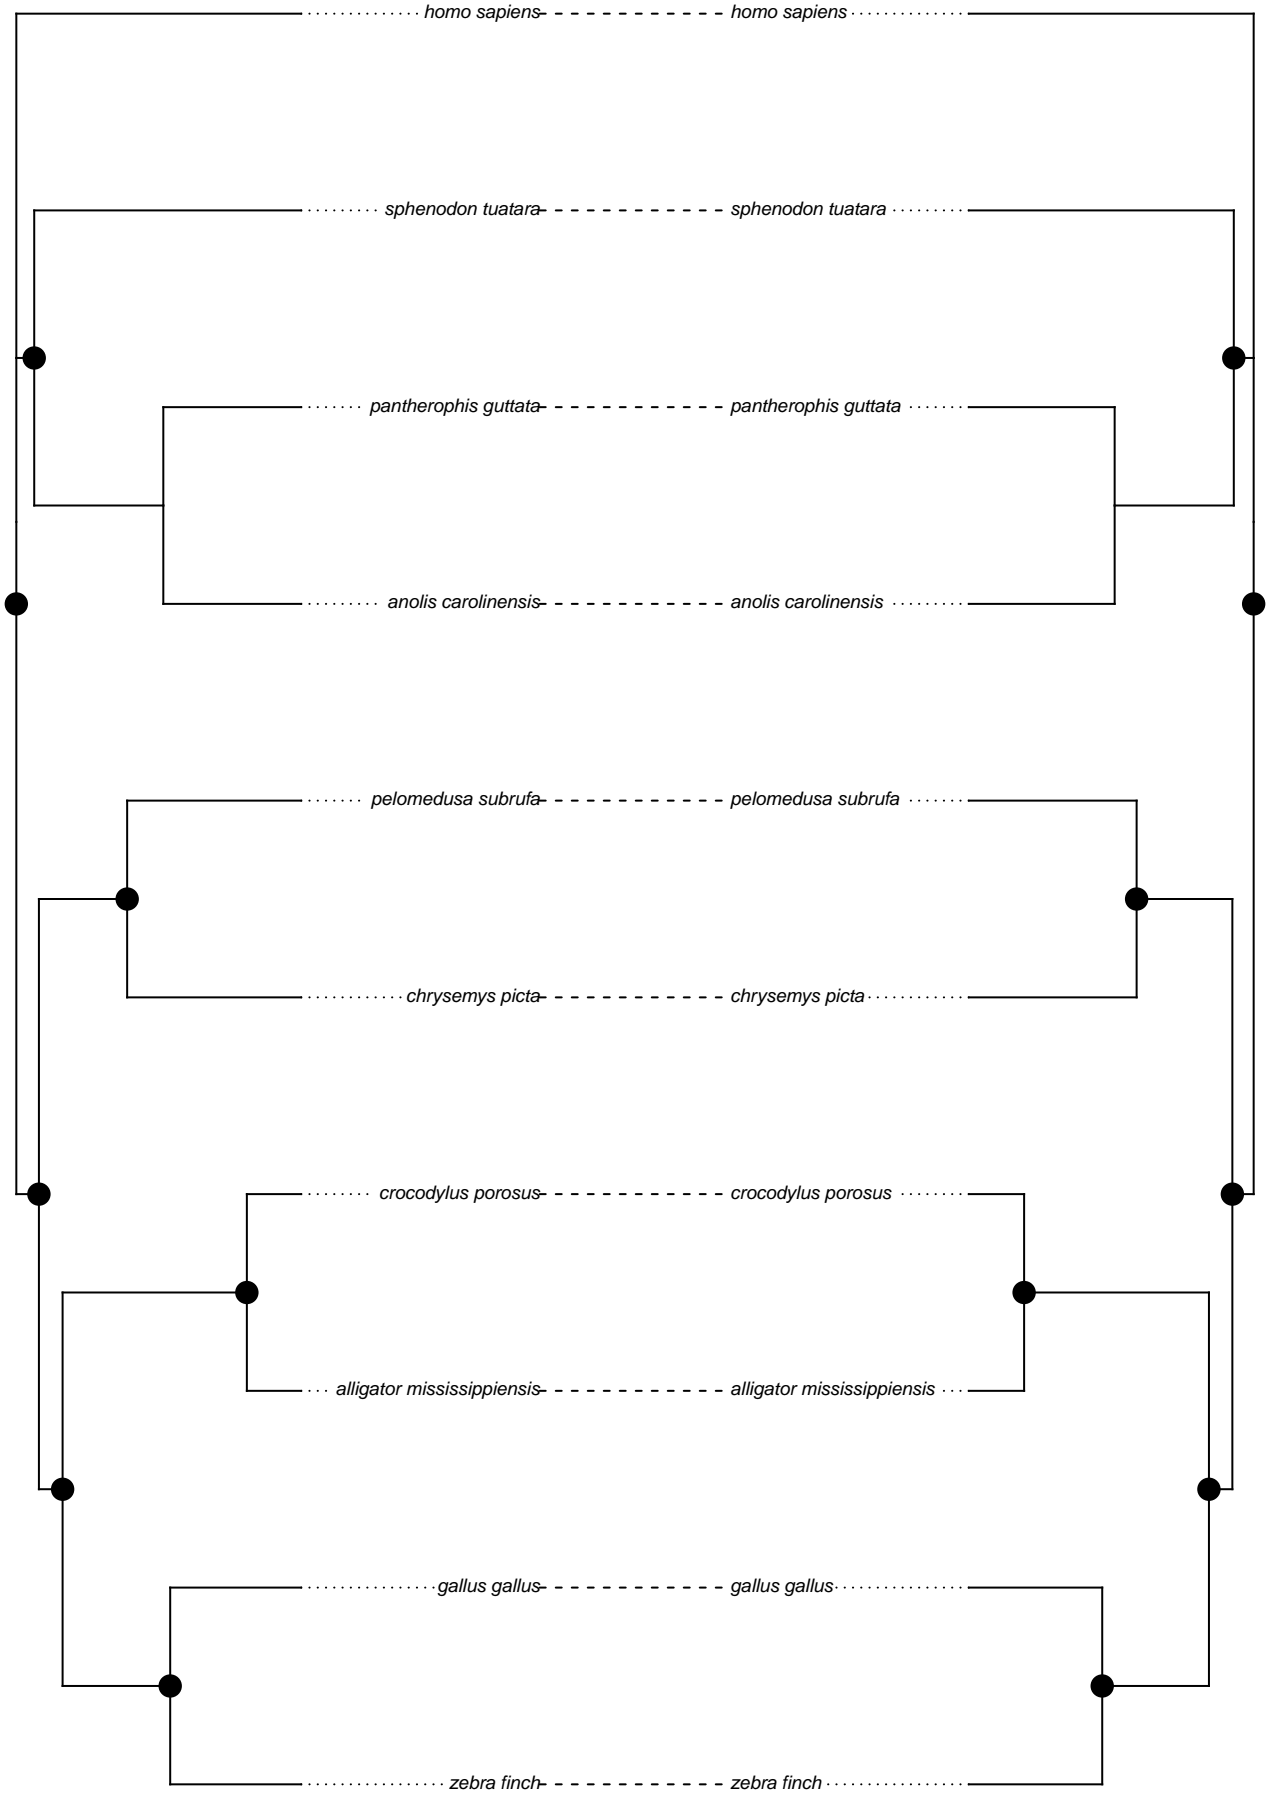 homo sapiens homo sapiens
sphenodon tuatara sphenodon tuatara
pantherophis guttata pantherophis guttata
anolis carolinensis anolis carolinensis
pelomedusa subrufa pelomedusa subrufa
chrysemys picta chrysemys picta
crocodylus porosus crocodylus porosus
alligator mississippiensis alligator mississippiensis
gallus gallus gallus gallus
zebra finch zebra finch